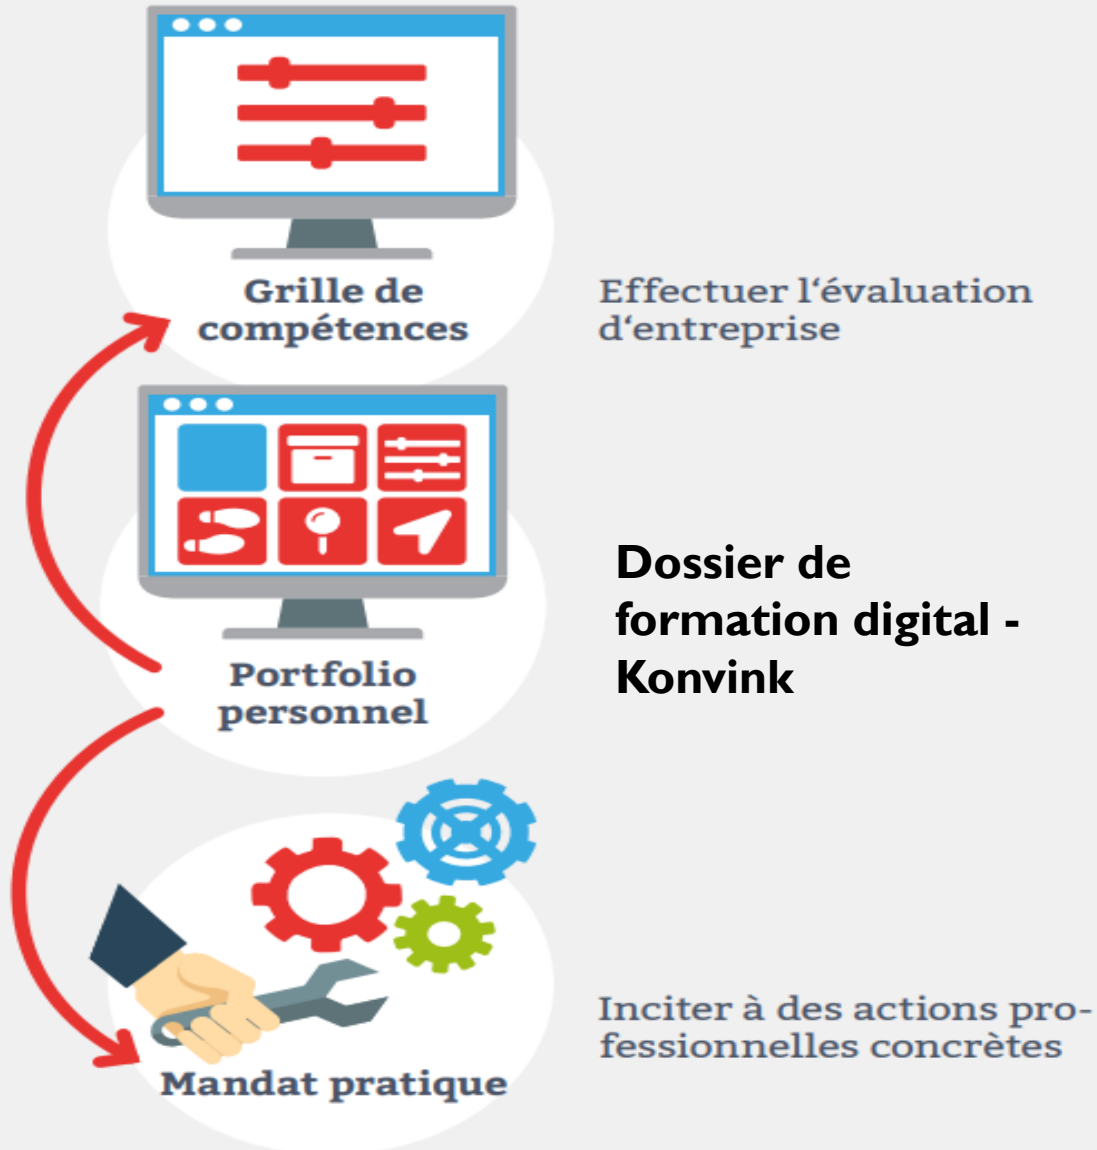 Grille de
compétences
Effectuer l‘évaluation
d‘entreprise
Portfolio
personnel
Dossier de
formation digital -
Konvink
Mandat pratique
Inciter à des actions pro-
fessionnelles concrètes